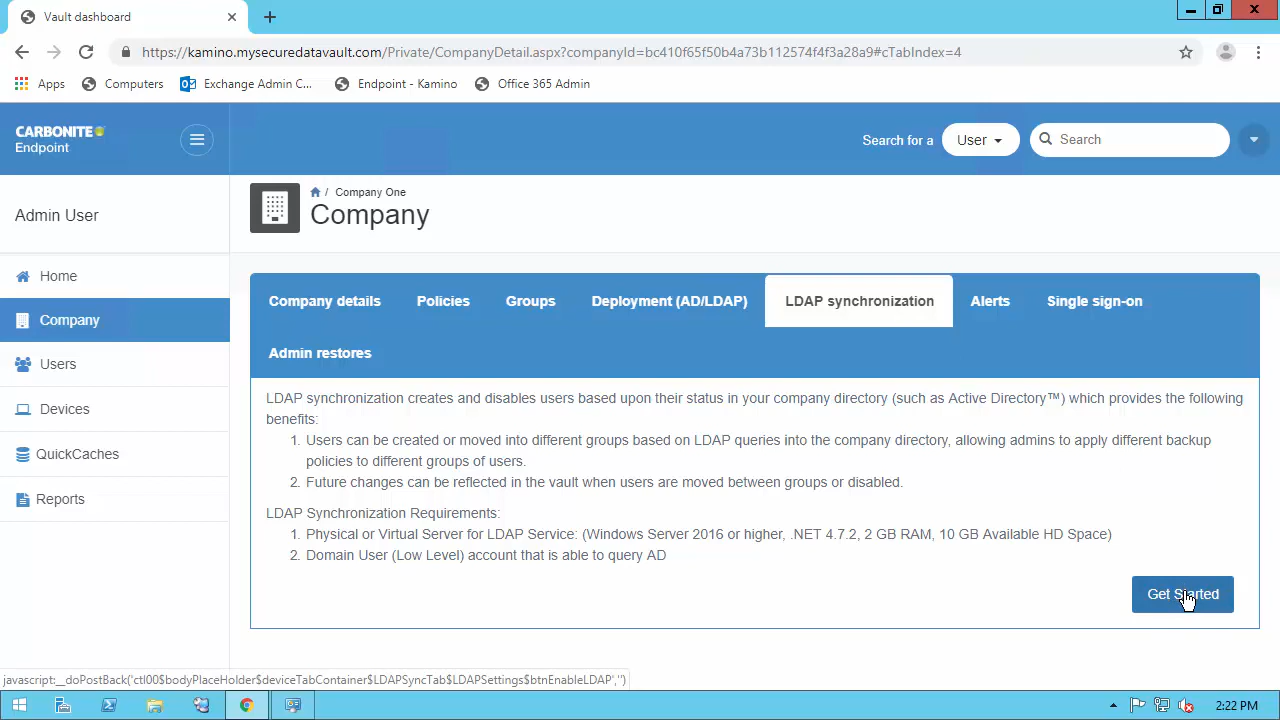 Vault dashboard
https://kamino.mysecuredatavault.com/Private/CompanyDetail.aspx?companyId=bc410f65f50b4a73b112574f4f3a28a9#cTabIndex=4
Apps Computers Exchange Admin C... Endpoint - Kamino Office 365 Admin
CARBONITE
Endpoint
Search for a User Search
Admin User
Company One
Company
Home
Company
Users
Devices
QuickCaches
Reports
Company details Policies Groups Deployment (AD/LDAP) LDAP synchronization Alerts Single sign-on
Admin restores
LDAP synchronization creates and disables users based upon their status in your company directory (such as Active Directory™) which provides the following
benefits:
1. Users can be created or moved into different groups based on LDAP queries into the company directory, allowing admins to apply different backup
policies to different groups of users.
2. Future changes can be reflected in the vault when users are moved between groups or disabled.
LDAP Synchronization Requirements:
1. Physical or Virtual Server for LDAP Service: (Windows Server 2016 or higher, .NET 4.7.2, 2 GB RAM, 10 GB Available HD Space)
2. Domain User (Low Level) account that is able to query AD
Get Started
javascript:__doPostBack('ctl00$bodyPlaceHolder$deviceTabContainer$LDAPSyncTab$LDAPSettings$btnEnableLDAP','')
2:22 PM